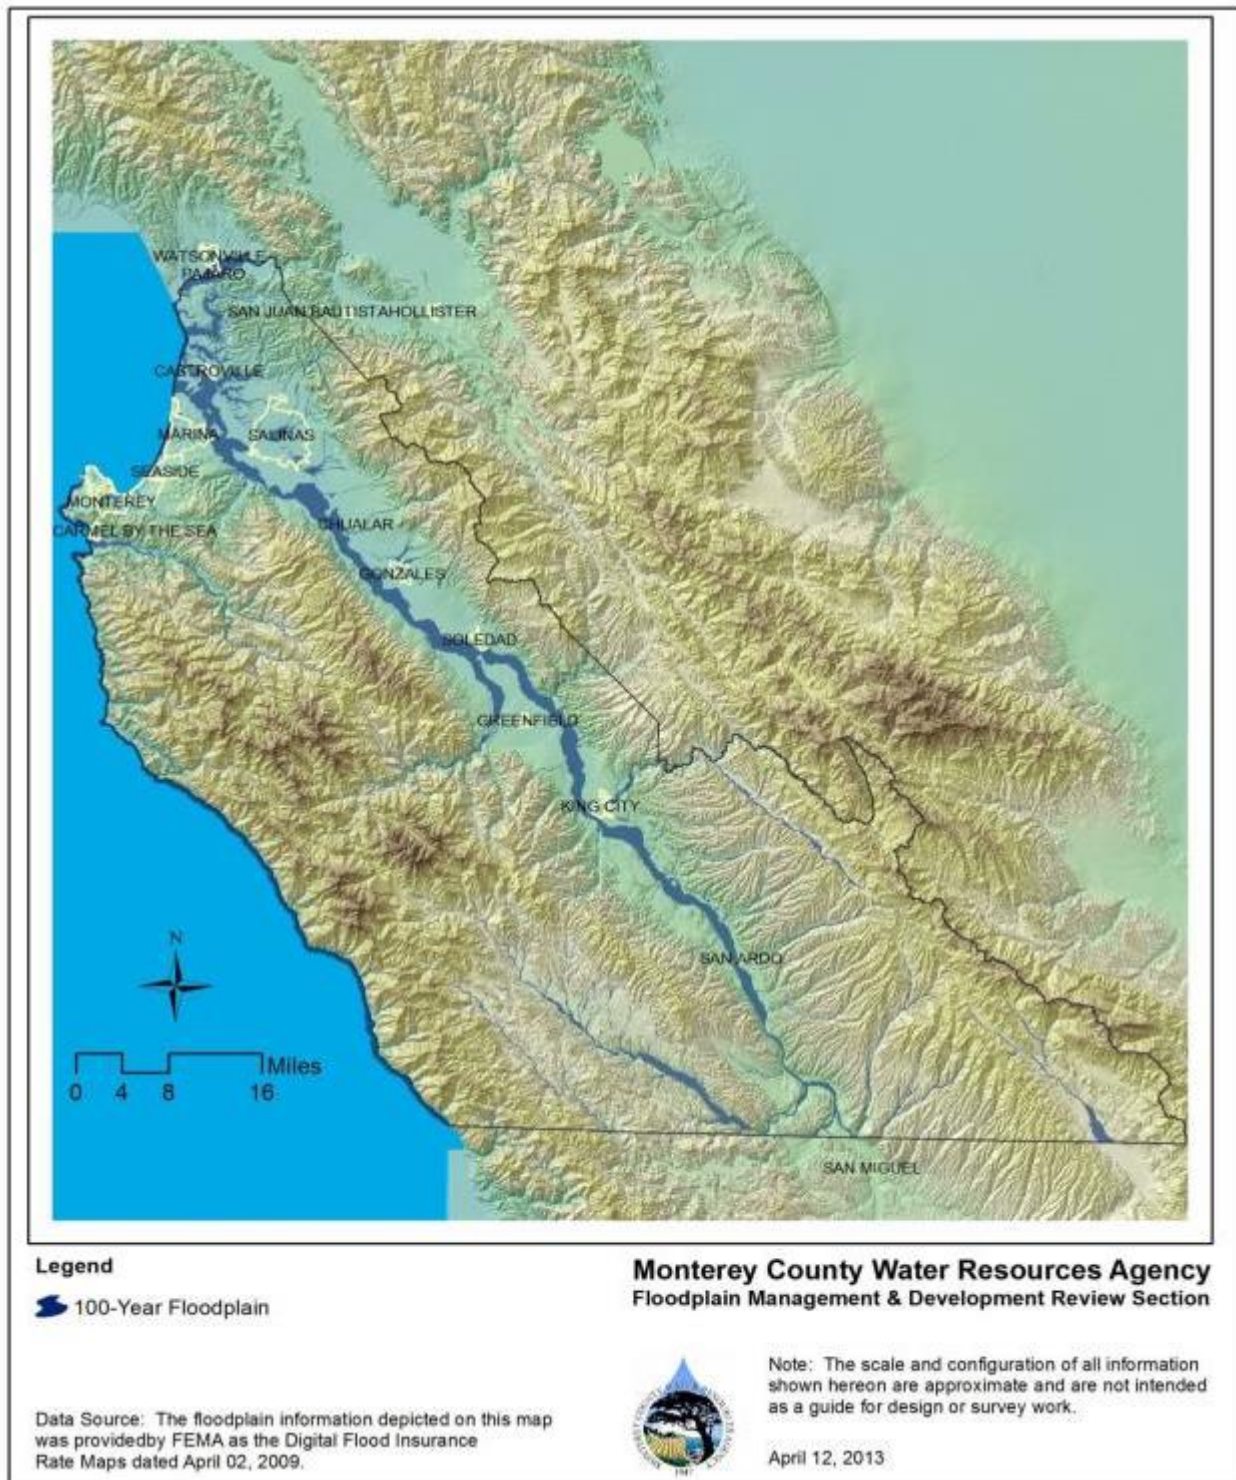 WATSONVILLE
PAJARO
SAN JUAN BAUTISTA HOLLISTER
CASTROVILLE
MARINA
SALINAS
SEASIDE
MONTEREY
CARMEL BY THE SEA
CHUALAR
GONZALES
SOLEDAD
GREENFIELD
KING CITY
SAN ARDO
SAN MIGUEL
N
Miles
0 4 8 16
Legend
100-Year Floodplain
Monterey County Water Resources Agency
Floodplain Management & Development Review Section
Note: The scale and configuration of all information
shown hereon are approximate and are not intended
as a guide for design or survey work.
April 12, 2013
Data Source: The floodplain information depicted on this map
was providedby FEMA as the Digital Flood Insurance
Rate Maps dated April 02, 2009.